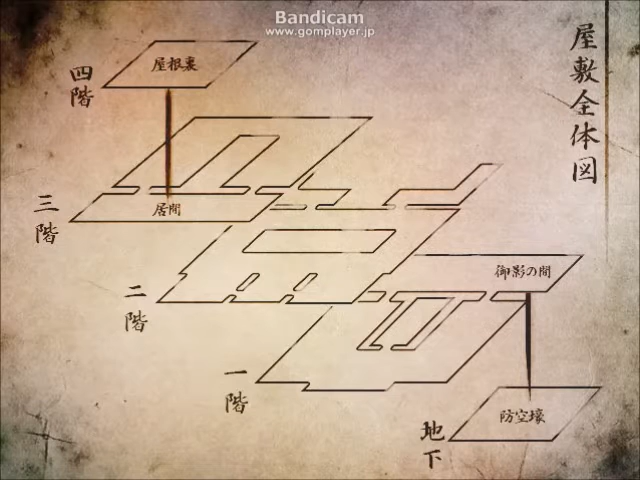 Bandicam
www.gomplayer.jp
屋敷全体図
四階
屋根裏
三階
居間
二階
御影の間
一階
防空壕
地下